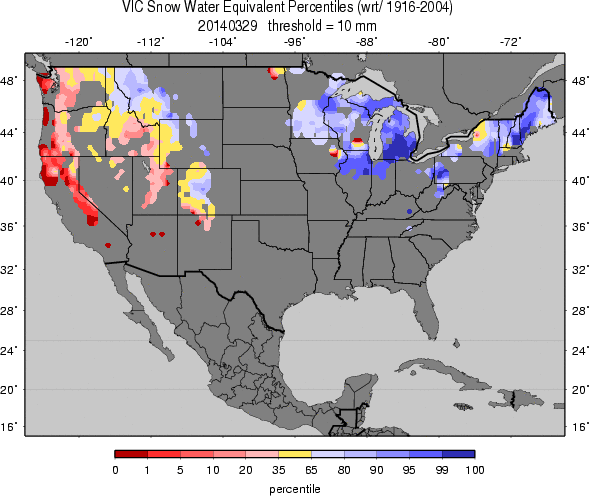 VIC Snow Water Equivalent Percentiles (wrt/ 1916-2004)
20140329 threshold = 10 mm
-120° -112° -104° -96° -88° -80° -72°
48° 48°
44° 44°
40° 40°
36° 36°
32° 32°
28° 28°
24° 24°
20° 20°
16° 16°
0 1 5 10 20 35 65 80 90 95 99 100
percentile